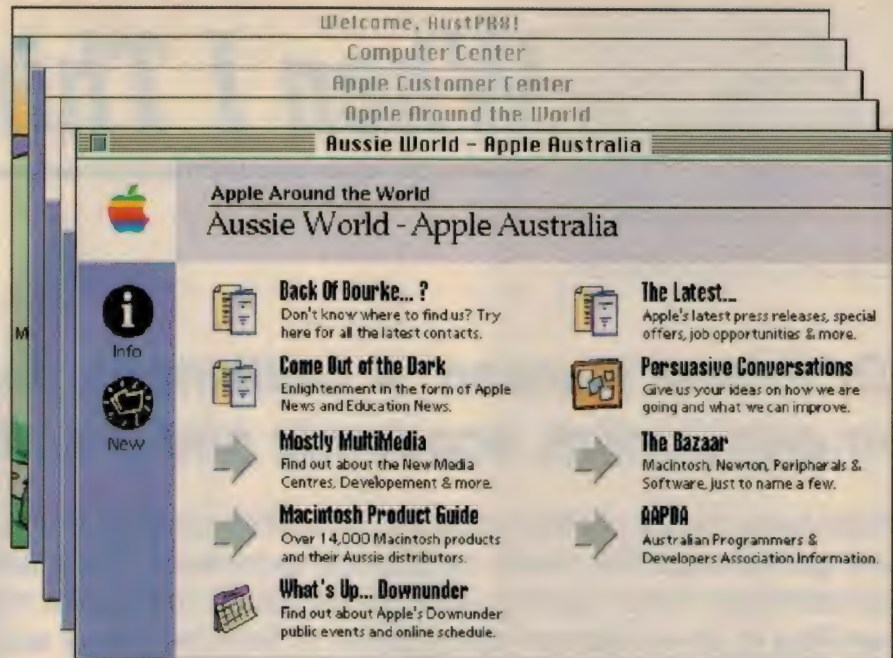 Welcome, AustPR8!
Computer Center
Apple Customer Center
Apple Around the World
Aussie World – Apple Australia
Apple Around the World
Aussie World - Apple Australia
M
Info
New
Back Of Bourke... ?
Don't know where to find us? Try
here for all the latest contacts.
Come Out of the Dark
Enlightenment in the form of Apple
News and Education News.
Mostly MultiMedia
Find out about the New Media
Centres, Developement & more.
Macintosh Product Guide
Over 14,000 Macintosh products
and their Aussie distributors.
What's Up... Downunder
Find out about Apple's Downunder
public events and online schedule.
The Latest...
Apple's latest press releases, special
offers, job opportunities & more.
Persuasive Conversations
Give us your ideas on how we are
going and what we can improve.
The Bazaar
Macintosh, Newton, Peripherals &
Software, just to name a few.
AAPDA
Australian Programmers &
Developers Association Information.